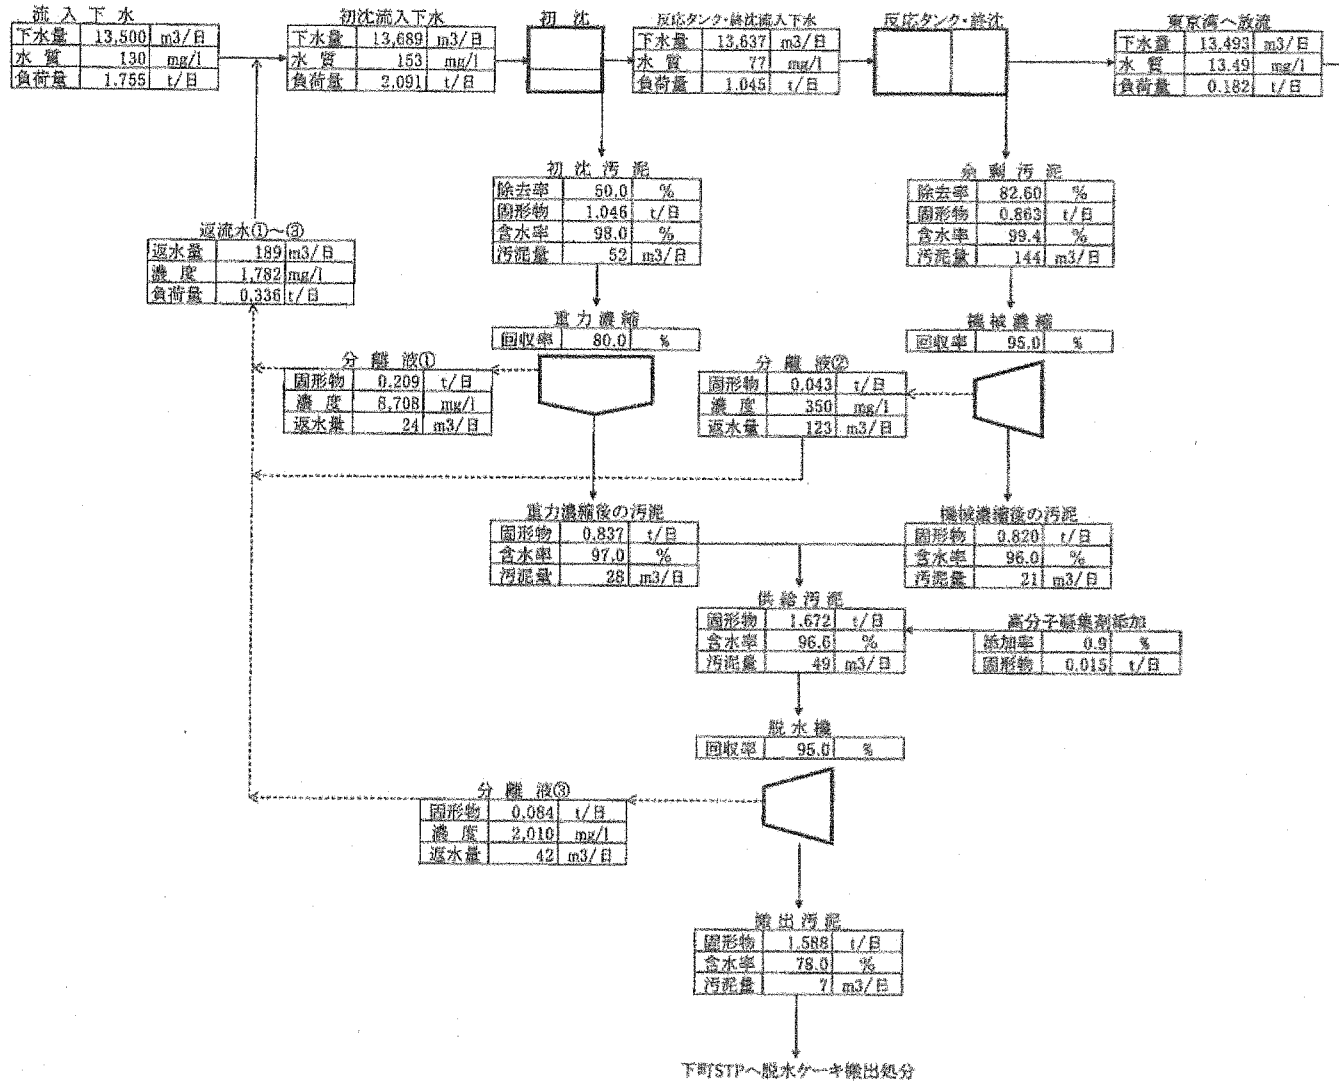 流入下水
下水量 13,500 m3/日
水質 130 mg/l
負荷量 1.755 t/日
初沈流入下水
下水量 13,689 m3/日
水質 153 mg/l
負荷量 2.091 t/日
初沈
反応タンク・終沈流入下水
下水量 13,637 m3/日
水質 77 mg/l
負荷量 1.045 t/日
反応タンク・終沈
東京湾へ放流
下水量 13,493 m3/日
水質 13.49 mg/l
負荷量 0.182 t/日
初沈汚泥
除去率 50.0 %
固形物 1.046 t/日
含水率 98.0 %
汚泥量 52 m3/日
余剰汚泥
除去率 82.60 %
固形物 0.863 t/日
含水率 99.4 %
汚泥量 144 m3/日
返流水①～③
返水量 189 m3/日
濃度 1,782 mg/l
負荷量 0.336 t/日
重力濃縮
回収率 80.0 %
機械濃縮
回収率 95.0 %
分離液①
固形物 0.209 t/日
濃度 8,708 mg/l
返水量 24 m3/日
分離液②
固形物 0.043 t/日
濃度 350 mg/l
返水量 123 m3/日
重力濃縮後の汚泥
固形物 0.837 t/日
含水率 97.0 %
汚泥量 28 m3/日
機械濃縮後の汚泥
固形物 0.820 t/日
含水率 96.0 %
汚泥量 21 m3/日
供給汚泥
固形物 1.672 t/日
含水率 96.6 %
汚泥量 49 m3/日
高分子凝集剤添加
添加率 0.9 %
固形物 0.015 t/日
脱水機
回収率 95.0 %
分離液③
固形物 0.084 t/日
濃度 2,010 mg/l
返水量 42 m3/日
搬出汚泥
固形物 1.588 t/日
含水率 78.0 %
汚泥量 7 m3/日
下町STPへ脱水ケーキ搬出処分